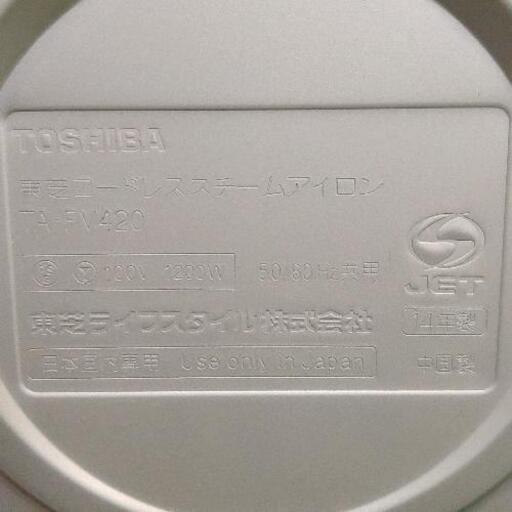 TOSHIBA
東芝コードレススチームアイロン
TA-FV420
100V 1200W 50/60Hz共用
JET
東芝ライフスタイル株式会社
14年製
日本国内専用 Use only in Japan
中国製